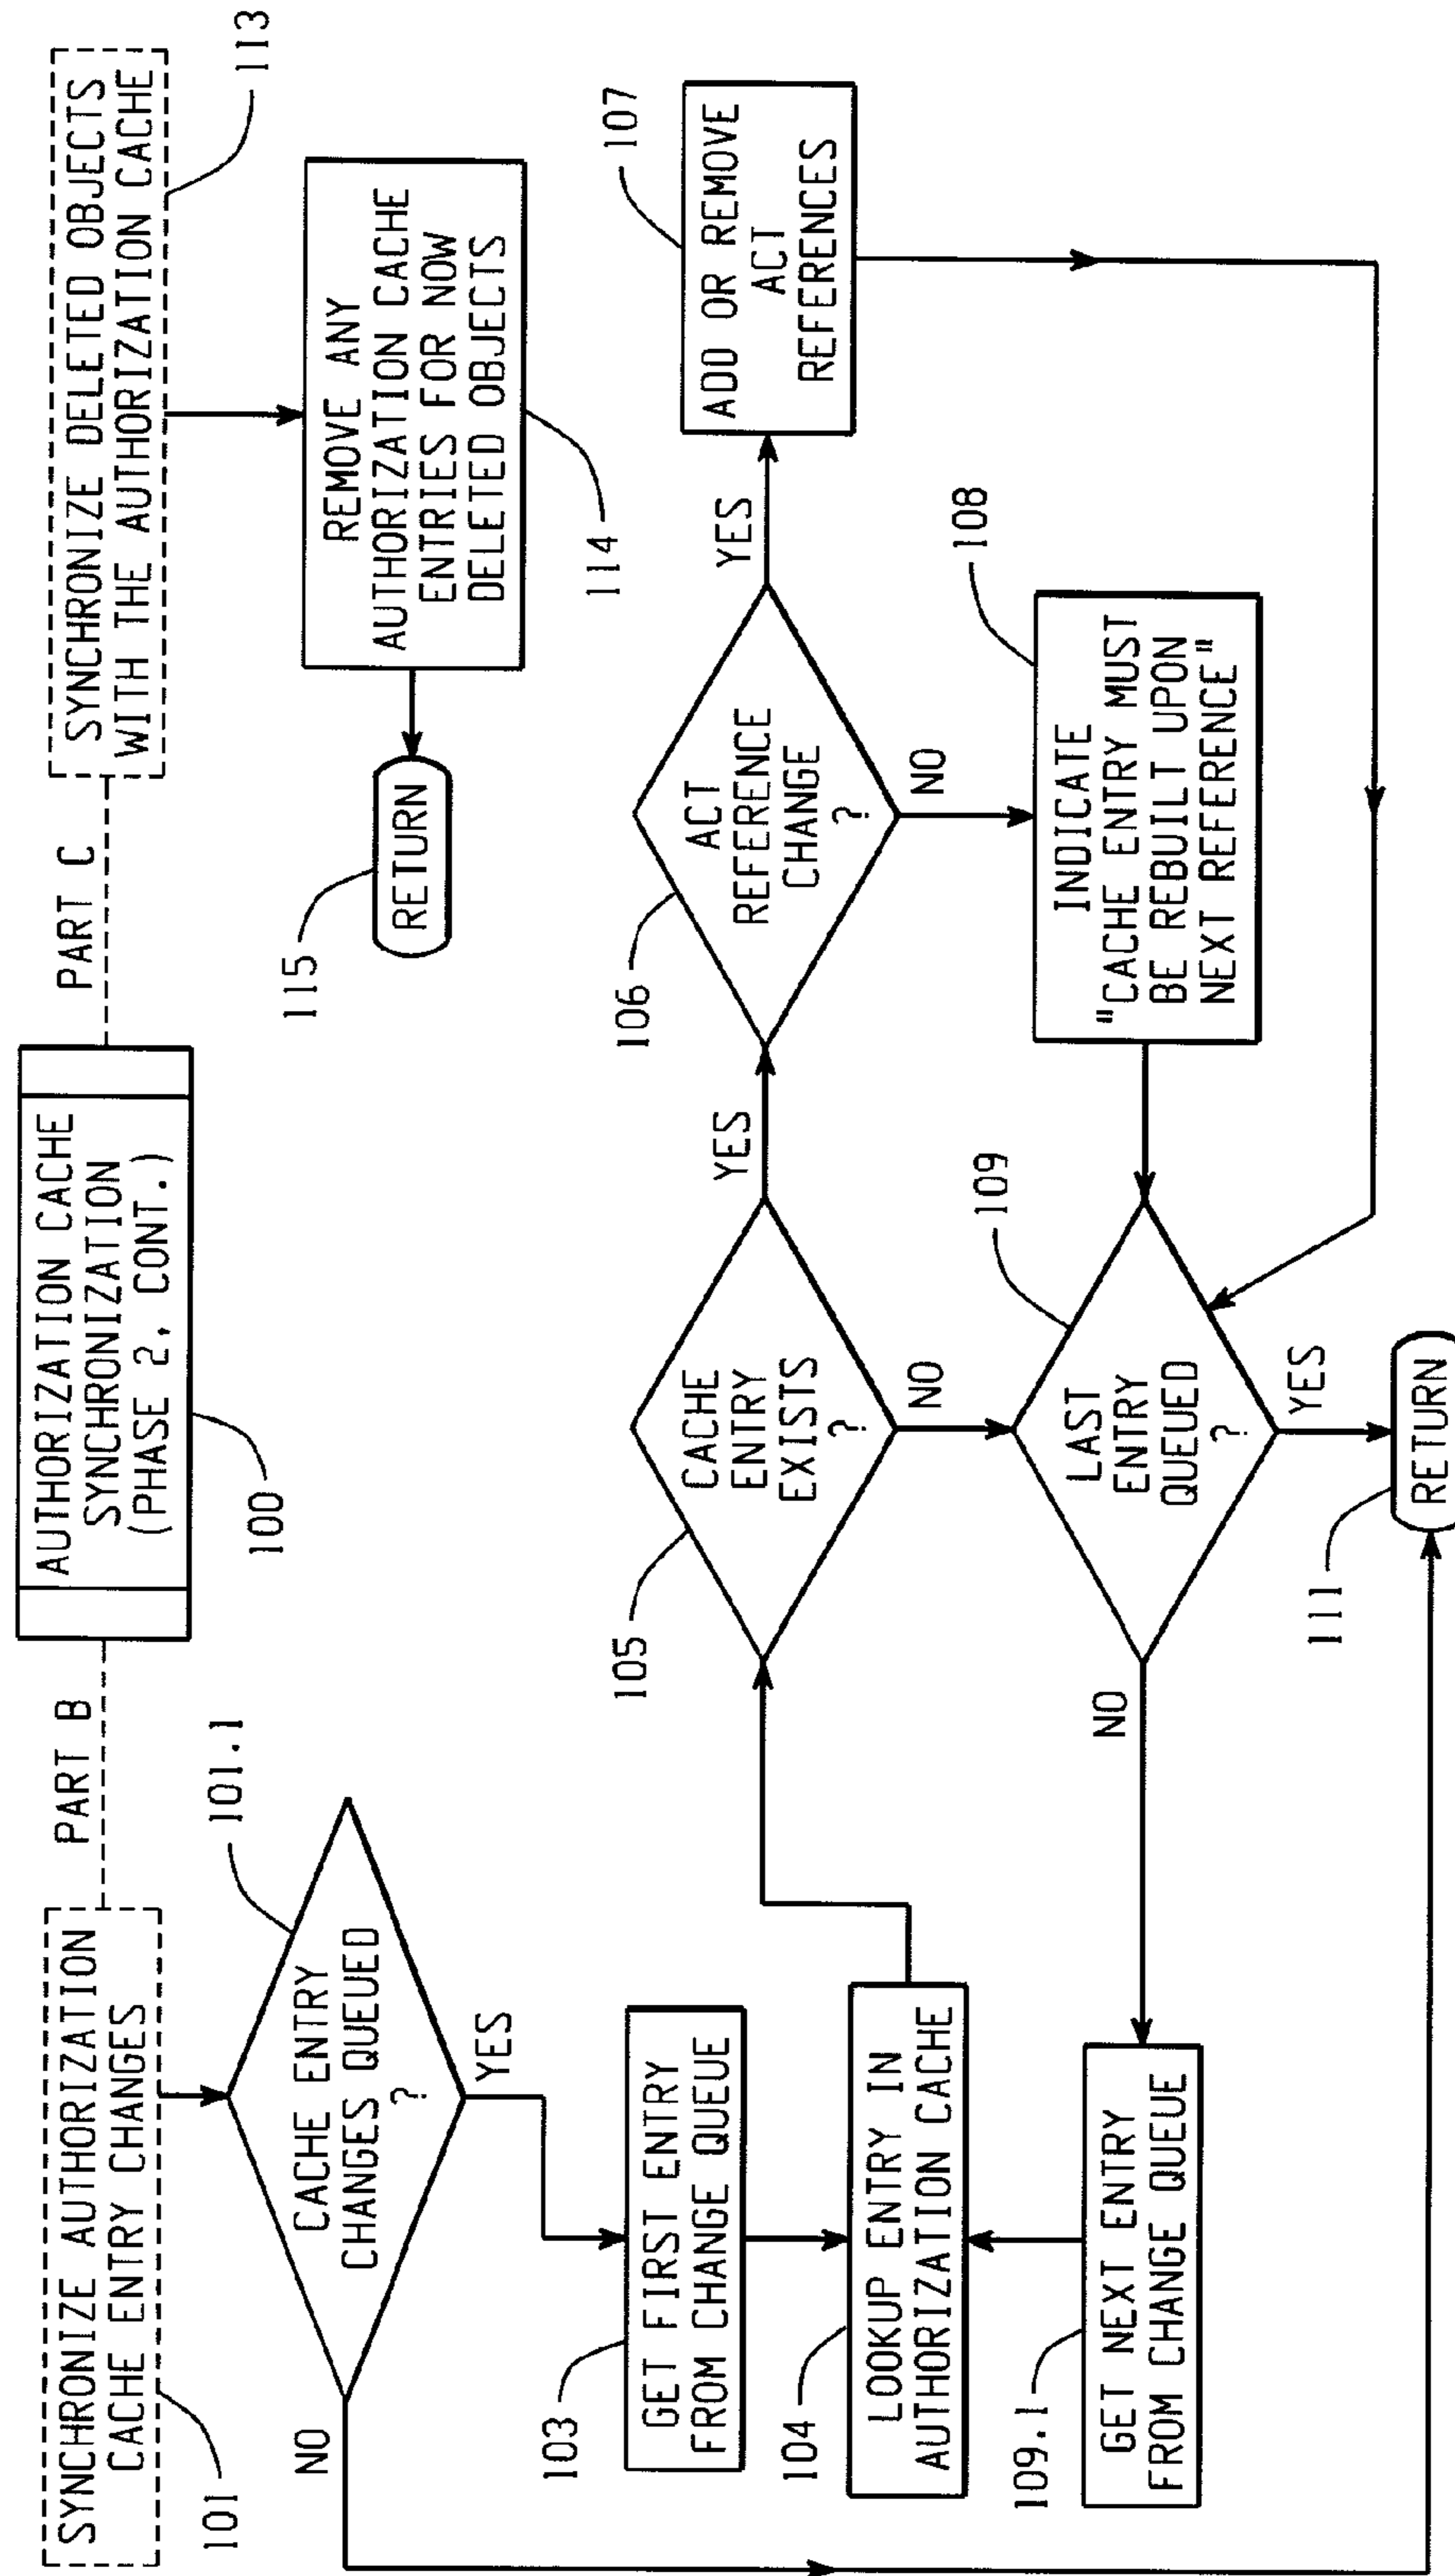 AUTHORIZATION CACHE
SYNCHRONIZATION
(PHASE 2, CONT.)
100
PART B
PART C
SYNCHRONIZE AUTHORIZATION
CACHE ENTRY CHANGES
101
CACHE ENTRY
CHANGES QUEUED
?
101.1
NO
YES
GET FIRST ENTRY
FROM CHANGE QUEUE
103
LOOKUP ENTRY IN
AUTHORIZATION CACHE
104
GET NEXT ENTRY
FROM CHANGE QUEUE
109.1
CACHE
ENTRY
EXISTS
?
105
YES
NO
LAST
ENTRY
QUEUED
?
109
NO
YES
RETURN
111
ACT
REFERENCE
CHANGE
?
106
YES
NO
ADD OR REMOVE
ACT
REFERENCES
107
INDICATE
"CACHE ENTRY MUST
BE REBUILT UPON
NEXT REFERENCE"
108
SYNCHRONIZE DELETED OBJECTS
WITH THE AUTHORIZATION CACHE
113
REMOVE ANY
AUTHORIZATION CACHE
ENTRIES FOR NOW
DELETED OBJECTS
114
RETURN
115